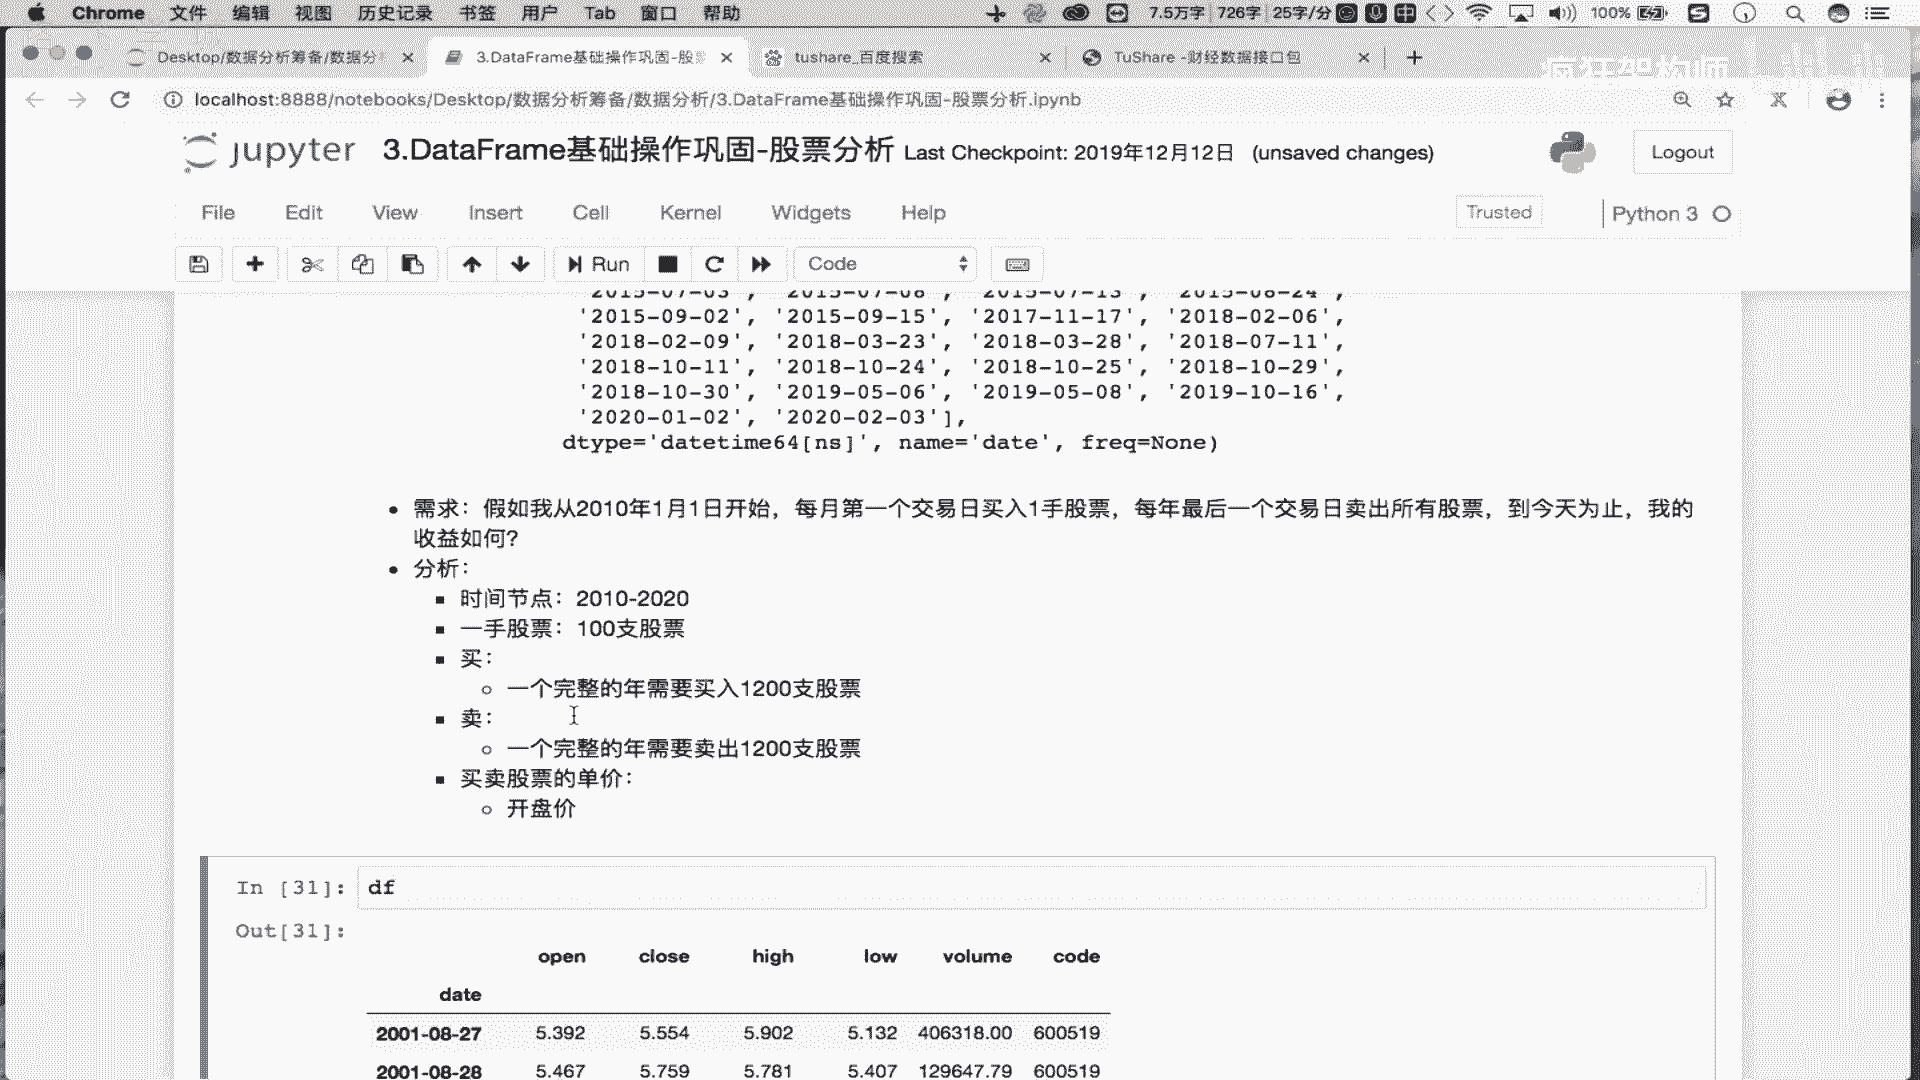 Chrome 文件 编辑 视图 历史记录 书签 用户 Tab 窗口 帮助 7.5万字 726字 25字/分 中 100%
Desktop/数据分析筹备/数据分 3.DataFrame基础操作巩固-股 tushare_百度搜索 TuShare -财经数据接口包
疯狂架构师
localhost:8888/notebooks/Desktop/数据分析筹备/数据分析/3.DataFrame基础操作巩固-股票分析.ipynb
jupyter 3.DataFrame基础操作巩固-股票分析 Last Checkpoint: 2019年12月12日 (unsaved changes) Logout
File Edit View Insert Cell Kernel Widgets Help Trusted Python 3
Run Code
'2015-07-03', '2015-07-08', '2015-07-13', '2015-08-24',
'2015-09-02', '2015-09-15', '2017-11-17', '2018-02-06',
'2018-02-09', '2018-03-23', '2018-03-28', '2018-07-11',
'2018-10-11', '2018-10-24', '2018-10-25', '2018-10-29',
'2018-10-30', '2019-05-06', '2019-05-08', '2019-10-16',
'2020-01-02', '2020-02-03'],
dtype='datetime64[ns]', name='date', freq=None)
需求：假如我从2010年1月1日开始，每月第一个交易日买入1手股票，每年最后一个交易日卖出所有股票，到今天为止，我的
收益如何？
分析：
时间节点：2010-2020
一手股票：100支股票
买：
一个完整的年需要买入1200支股票
卖：
一个完整的年需要卖出1200支股票
买卖股票的单价：
开盘价
In [31]: df
Out[31]:
open close high low volume code
date
2001-08-27 5.392 5.554 5.902 5.132 406318.00 600519
2001-08-28 5.467 5.759 5.781 5.407 129647.79 600519